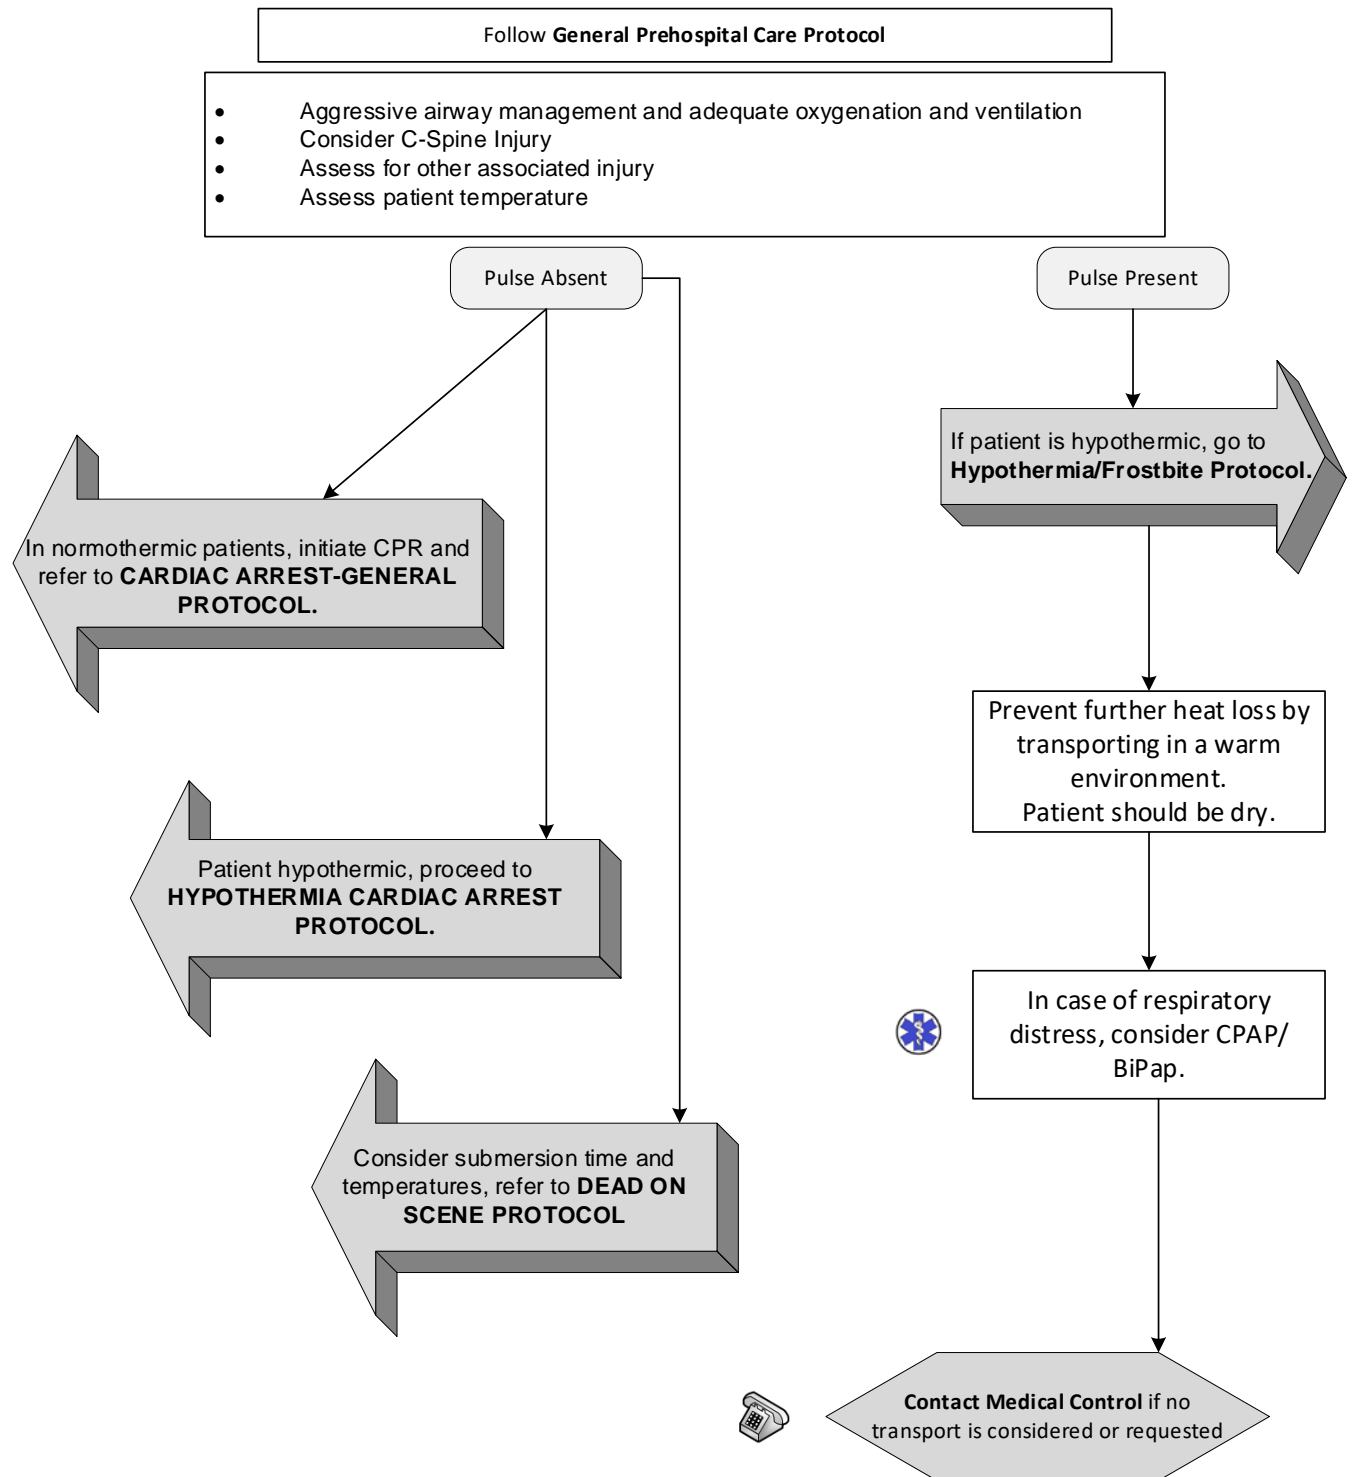 Follow General Prehospital Care Protocol
• Aggressive airway management and adequate oxygenation and ventilation
• Consider C-Spine Injury
• Assess for other associated injury
• Assess patient temperature
Pulse Absent
Pulse Present
In normothermic patients, initiate CPR and
refer to CARDIAC ARREST-GENERAL
PROTOCOL.
Patient hypothermic, proceed to
HYPOTHERMIA CARDIAC ARREST
PROTOCOL.
Consider submersion time and
temperatures, refer to DEAD ON
SCENE PROTOCOL
If patient is hypothermic, go to
Hypothermia/Frostbite Protocol.
Prevent further heat loss by
transporting in a warm
environment.
Patient should be dry.
In case of respiratory
distress, consider CPAP/
BiPap.
Contact Medical Control if no
transport is considered or requested